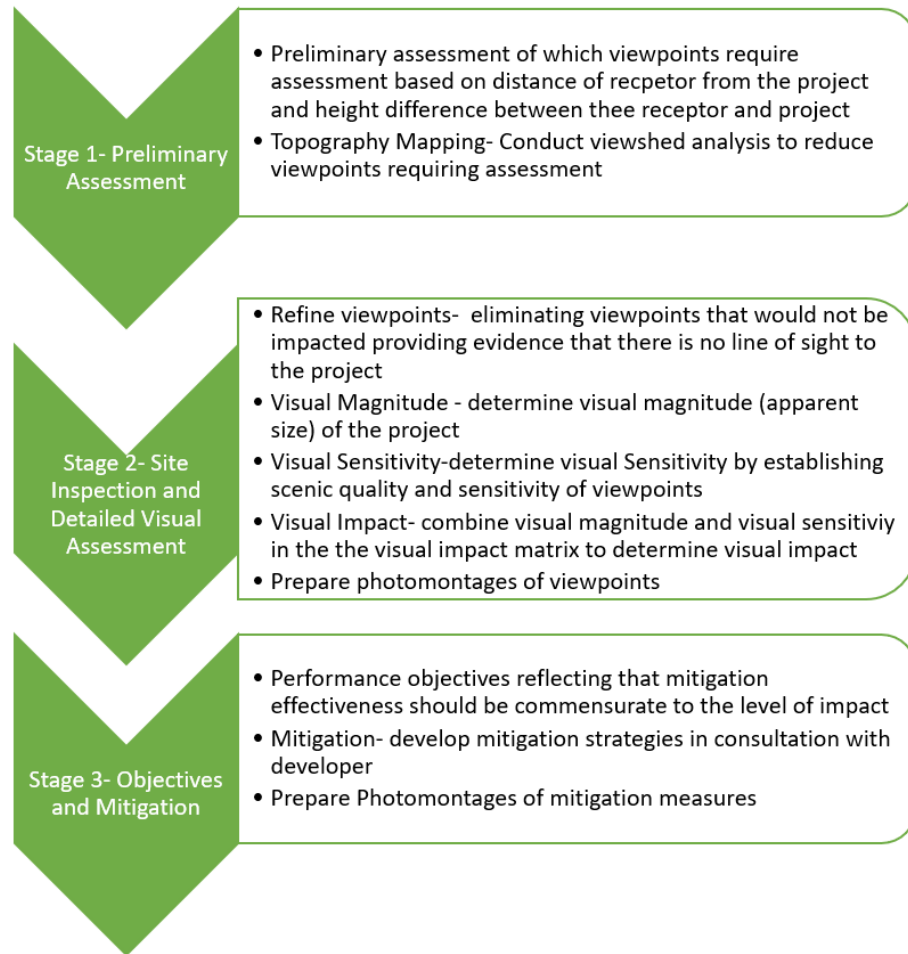 Stage 1- Preliminary
Assessment
• Preliminary assessment of which viewpoints require
assessment based on distance of recpetor from the project
and height difference between thee receptor and project
• Topography Mapping- Conduct viewshed analysis to reduce
viewpoints requiring assessment
Stage 2- Site
Inspection and
Detailed Visual
Assessment
• Refine viewpoints-  eliminating viewpoints that would not be
impacted providing evidence that there is no line of sight to
the project
• Visual Magnitude - determine visual magnitude (apparent
size) of the project
• Visual Sensitivity-determine visual Sensitivity by establishing
scenic quality and sensitivity of viewpoints
• Visual Impact- combine visual magnitude and visual sensitiviy
in the the visual impact matrix to determine visual impact
• Prepare photomontages of viewpoints
Stage 3- Objectives
and Mitigation
• Performance objectives reflecting that mitigation
effectiveness should be commensurate to the level of impact
• Mitigation- develop mitigation strategies in consultation with
developer
• Prepare Photomontages of mitigation measures